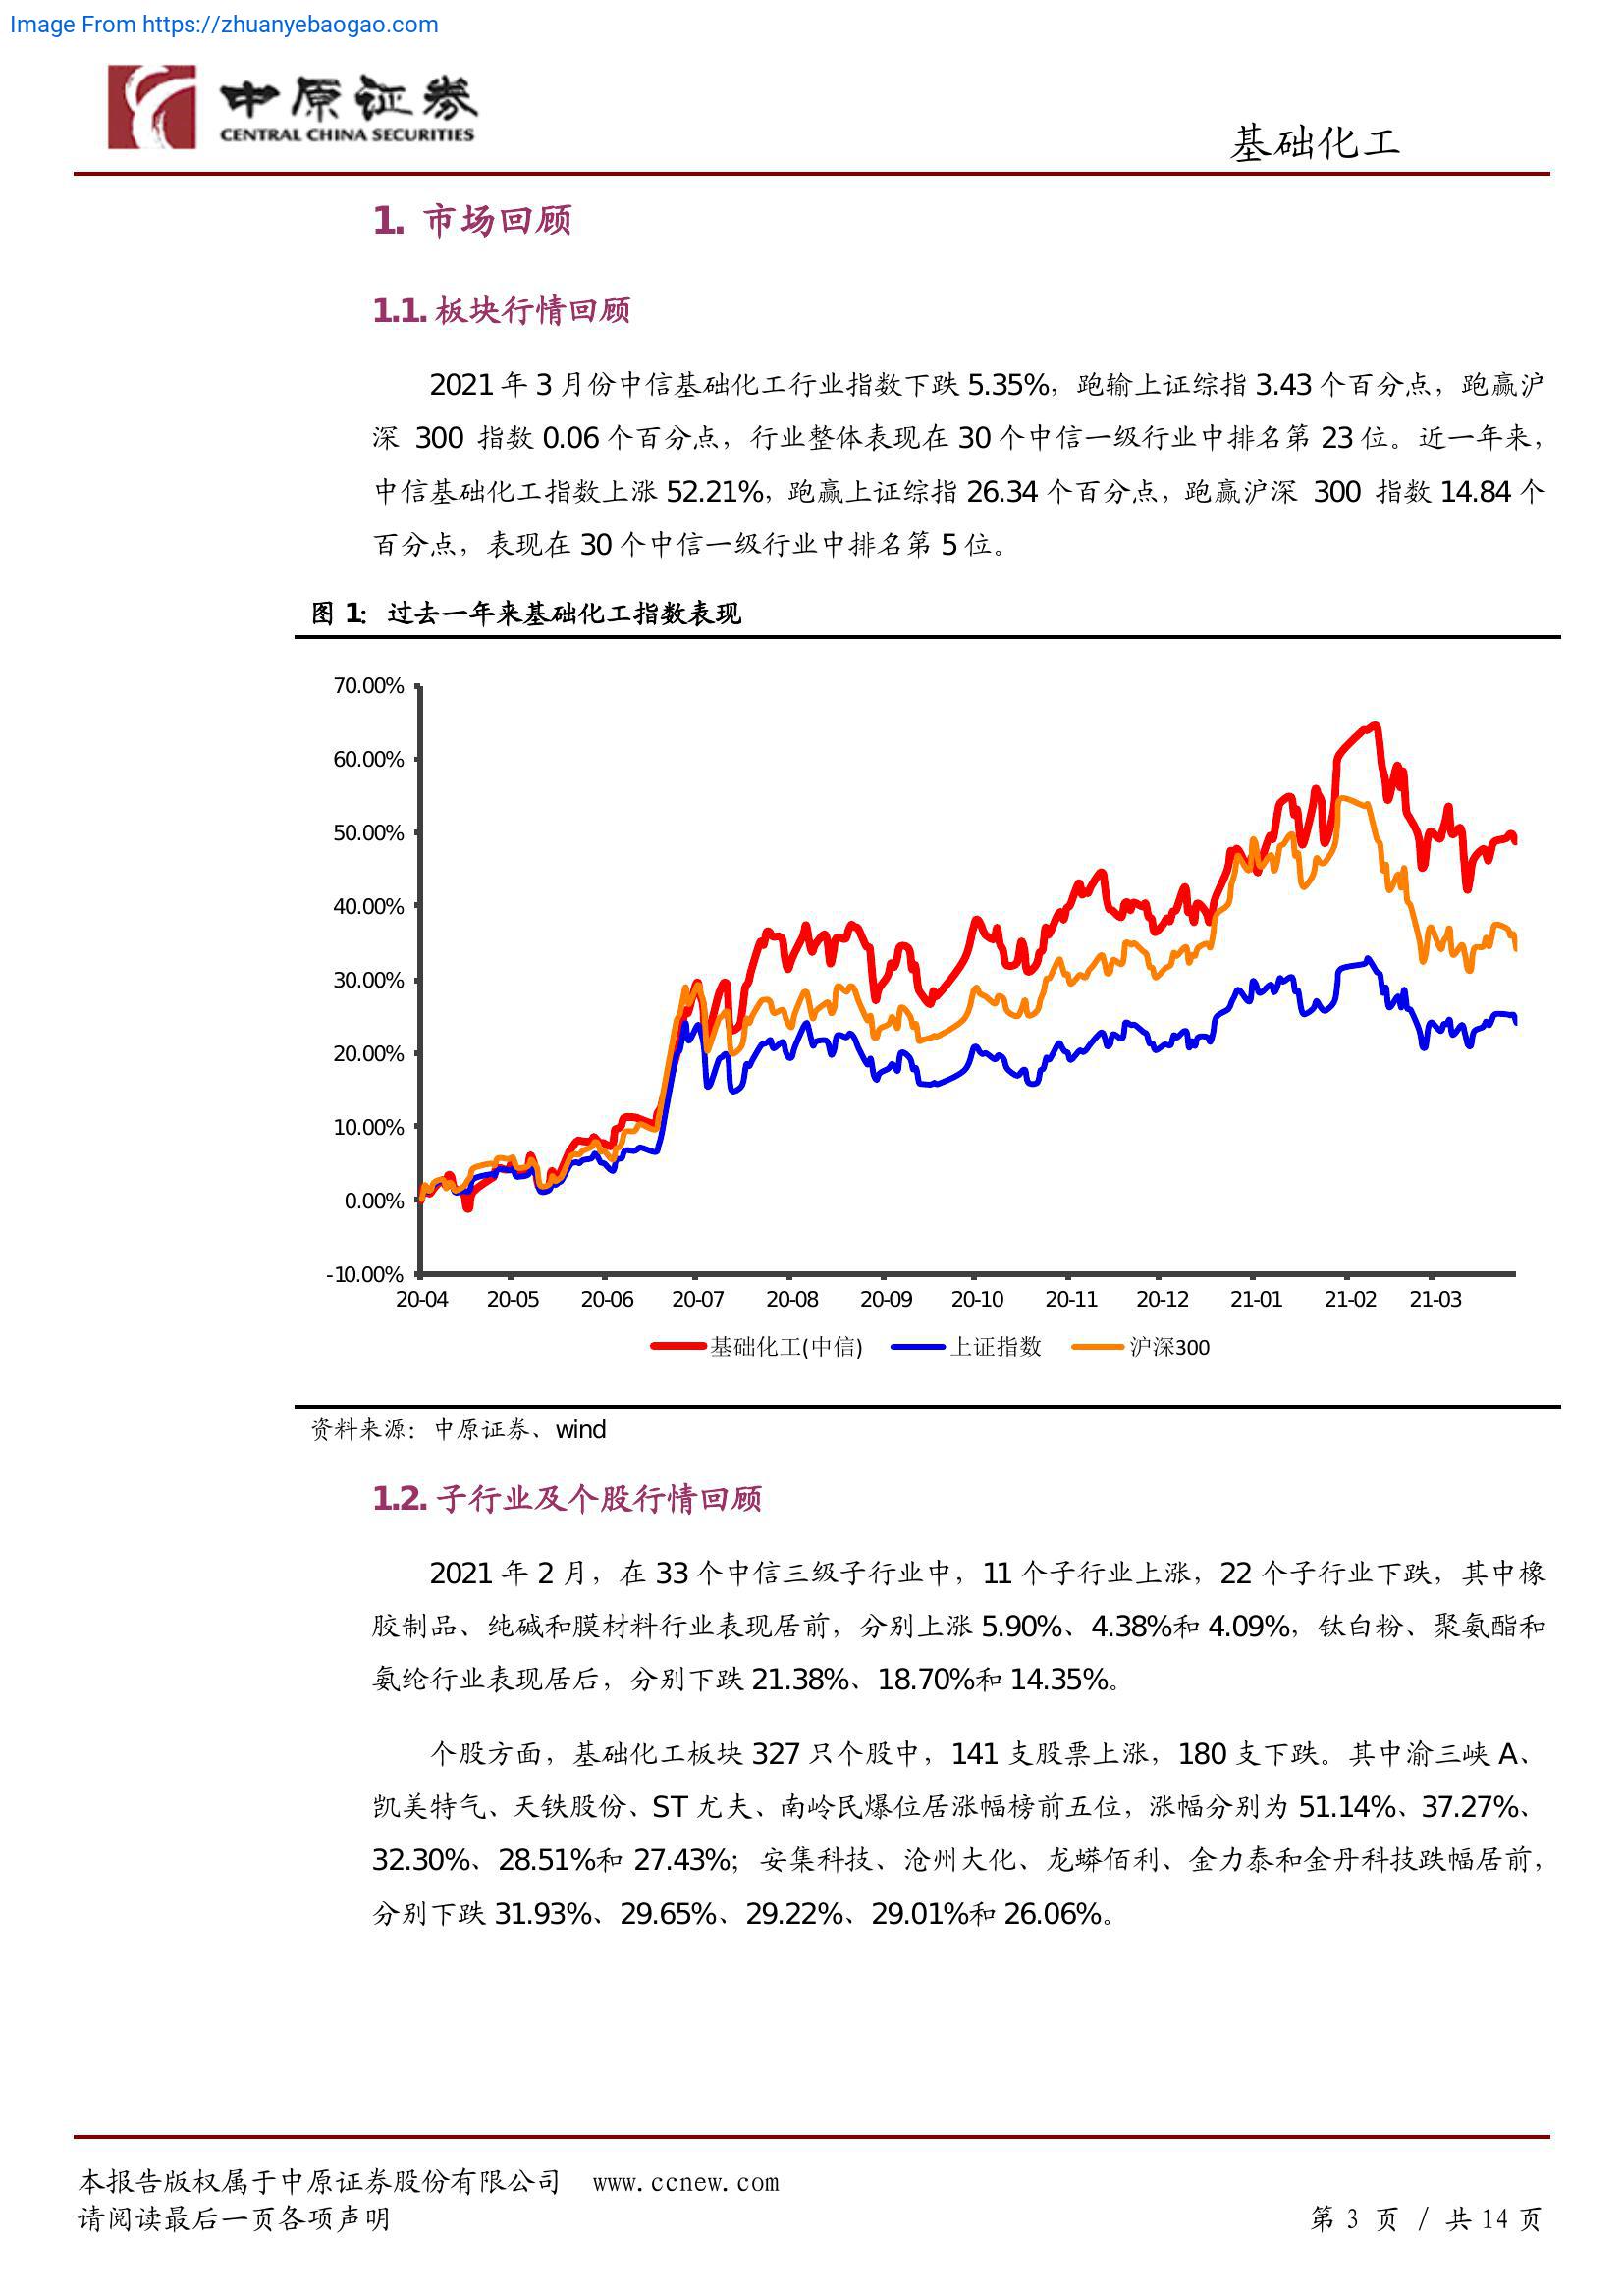 Image From https://zhuanyebaogao.com
中原证券
CENTRAL CHINA SECURITIES
基础化工
1. 市场回顾
1.1. 板块行情回顾
2021 年 3 月份中信基础化工行业指数下跌 5.35%，跑输上证综指 3.43 个百分点，跑赢沪
深 300 指数 0.06 个百分点，行业整体表现在 30 个中信一级行业中排名第 23 位。近一年来，
中信基础化工指数上涨 52.21%，跑赢上证综指 26.34 个百分点，跑赢沪深 300 指数 14.84 个
百分点，表现在 30 个中信一级行业中排名第 5 位。
图 1： 过去一年来基础化工指数表现
70.00%
60.00%
50.00%
40.00%
30.00%
20.00%
10.00%
0.00%
-10.00%
20-04 20-05 20-06 20-07 20-08 20-09 20-10 20-11 20-12 21-01 21-02 21-03
基础化工(中信) 上证指数 沪深300
资料来源：中原证券、wind
1.2. 子行业及个股行情回顾
2021 年 2 月，在 33 个中信三级子行业中，11 个子行业上涨，22 个子行业下跌，其中橡
胶制品、纯碱和膜材料行业表现居前，分别上涨 5.90%、4.38%和 4.09%，钛白粉、聚氨酯和
氨纶行业表现居后，分别下跌 21.38%、18.70%和 14.35%。
个股方面，基础化工板块 327 只个股中，141 支股票上涨，180 支下跌。其中渝三峡 A、
凯美特气、天铁股份、ST 尤夫、南岭民爆位居涨幅榜前五位，涨幅分别为 51.14%、37.27%、
32.30%、28.51%和 27.43%；安集科技、沧州大化、龙蟒佰利、金力泰和金丹科技跌幅居前，
分别下跌 31.93%、29.65%、29.22%、29.01%和 26.06%。
本报告版权属于中原证券股份有限公司 www.ccnew.com
请阅读最后一页各项声明
第 3 页 / 共 14 页